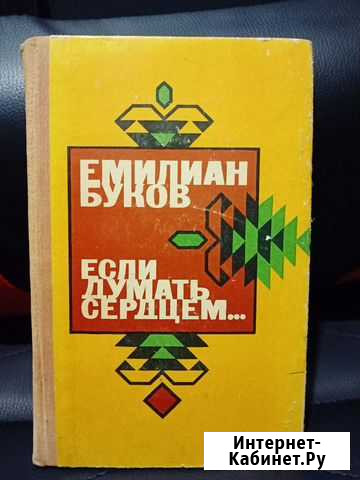 ЕМИЛИАН
БУКОВ
ЕСЛИ
ДУМАТЬ
СЕРДЦЕМ...
Интернет-
Кабинет.Ру